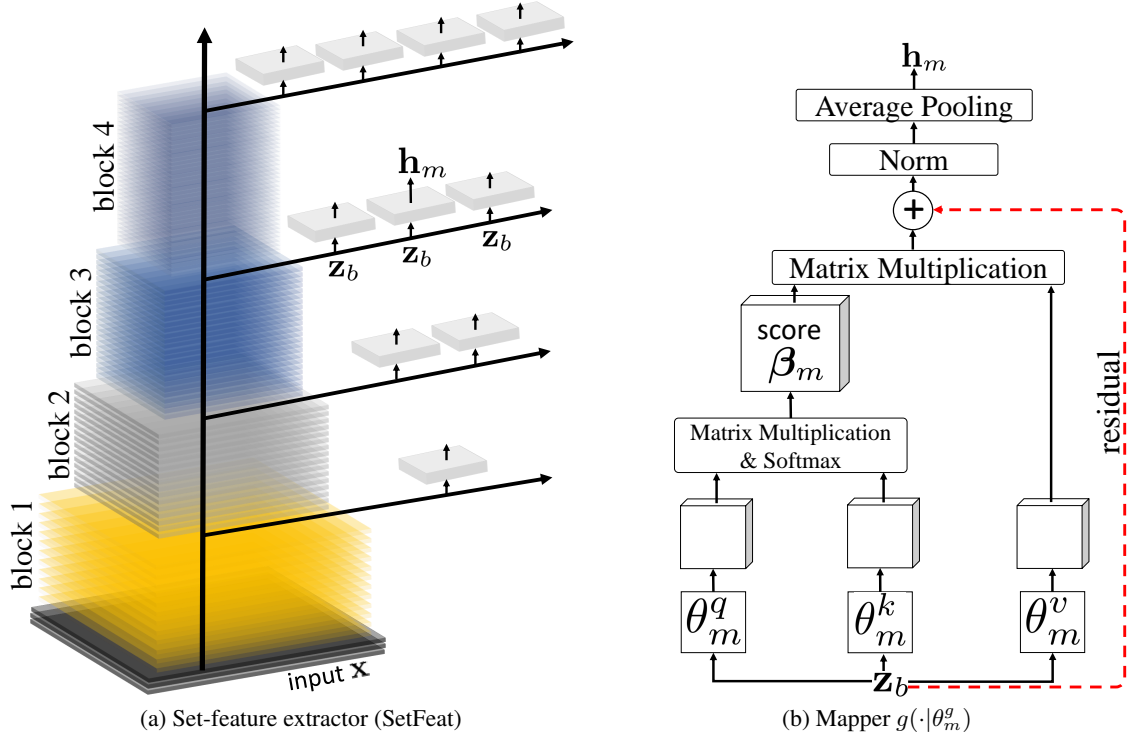 block 4
h_m
z_b
z_b
z_b
block 3
block 2
block 1
input x
(a) Set-feature extractor (SetFeat)
h_m
Average Pooling
Norm
+
Matrix Multiplication
score
β_m
Matrix Multiplication
& Softmax
residual
θ_m^q
θ_m^k
θ_m^v
z_b
(b) Mapper g(·|θ_m^g)